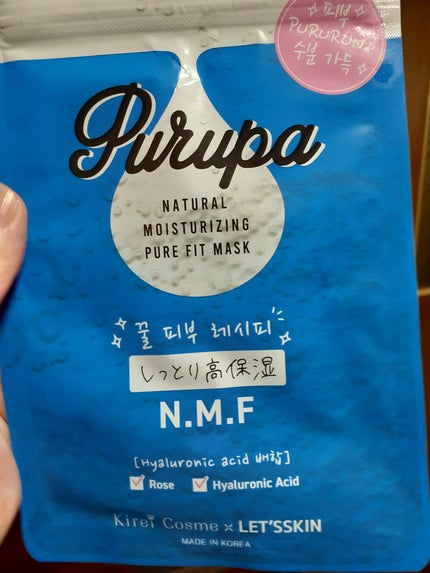 피부
PURURUN
수분 가득
Purupa
NATURAL
MOISTURIZING
PURE FIT MASK
꿀 피부 레시피
しっとり高保湿
N.M.F
[Hyaluronic acid 배합]
Rose Hyaluronic Acid
Kirei Cosme × LET'SSKIN
MADE IN KOREA